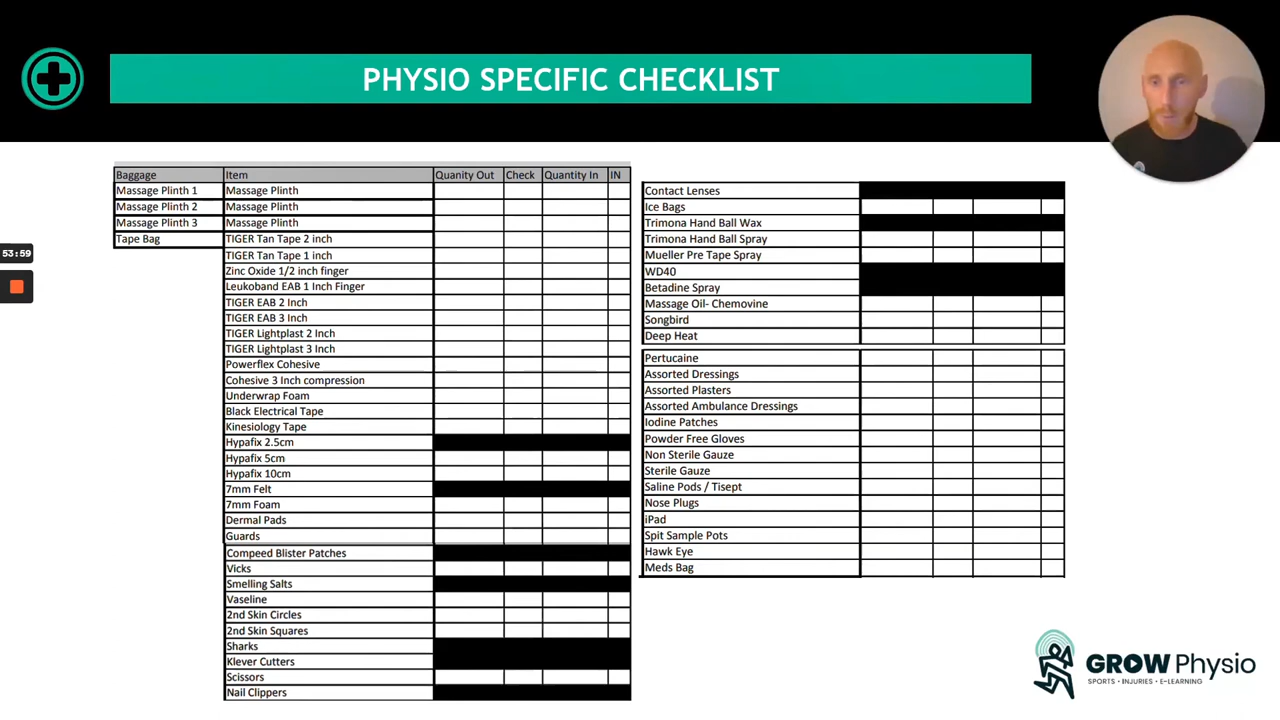 PHYSIO SPECIFIC CHECKLIST
53:59
Baggage Item Quanity Out Check Quantity In IN
Massage Plinth 1 Massage Plinth
Massage Plinth 2 Massage Plinth
Massage Plinth 3 Massage Plinth
Tape Bag TIGER Tan Tape 2 inch
TIGER Tan Tape 1 inch
Zinc Oxide 1/2 inch finger
Leukoband EAB 1 Inch Finger
TIGER EAB 2 Inch
TIGER EAB 3 Inch
TIGER Lightplast 2 Inch
TIGER Lightplast 3 Inch
Powerflex Cohesive
Cohesive 3 Inch compression
Underwrap Foam
Black Electrical Tape
Kinesiology Tape
Hypafix 2.5cm
Hypafix 5cm
Hypafix 10cm
7mm Felt
7mm Foam
Dermal Pads
Guards
Compeed Blister Patches
Vicks
Smelling Salts
Vaseline
2nd Skin Circles
2nd Skin Squares
Sharks
Klever Cutters
Scissors
Nail Clippers
Contact Lenses
Ice Bags
Trimona Hand Ball Wax
Trimona Hand Ball Spray
Mueller Pre Tape Spray
WD40
Betadine Spray
Massage Oil- Chemovine
Songbird
Deep Heat
Pertucaine
Assorted Dressings
Assorted Plasters
Assorted Ambulance Dressings
Iodine Patches
Powder Free Gloves
Non Sterile Gauze
Sterile Gauze
Saline Pods / Tisept
Nose Plugs
iPad
Spit Sample Pots
Hawk Eye
Meds Bag
GROW Physio
SPORTS • INJURIES • E-LEARNING